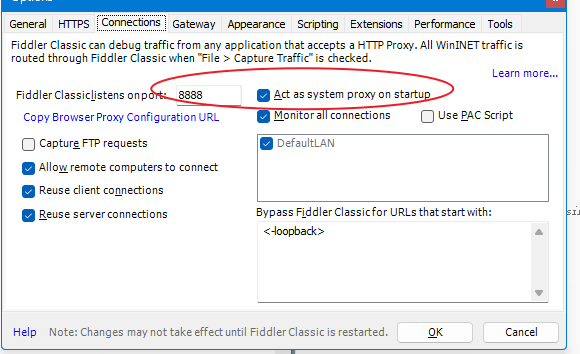 General HTTPS Connections Gateway Appearance Scripting Extensions Performance Tools
Fiddler Classic can debug traffic from any application that accepts a HTTP Proxy. All WinINET traffic is
routed through Fiddler Classic when "File > Capture Traffic" is checked.
Learn more...
Fiddler Classic listens on port: 8888
Act as system proxy on startup
Copy Browser Proxy Configuration URL
Monitor all connections
Use PAC Script
Capture FTP requests
DefaultLAN
Allow remote computers to connect
Reuse client connections
Reuse server connections
Bypass Fiddler Classic for URLs that start with:
<-loopback>
Help
Note: Changes may not take effect until Fiddler Classic is restarted.
OK
Cancel